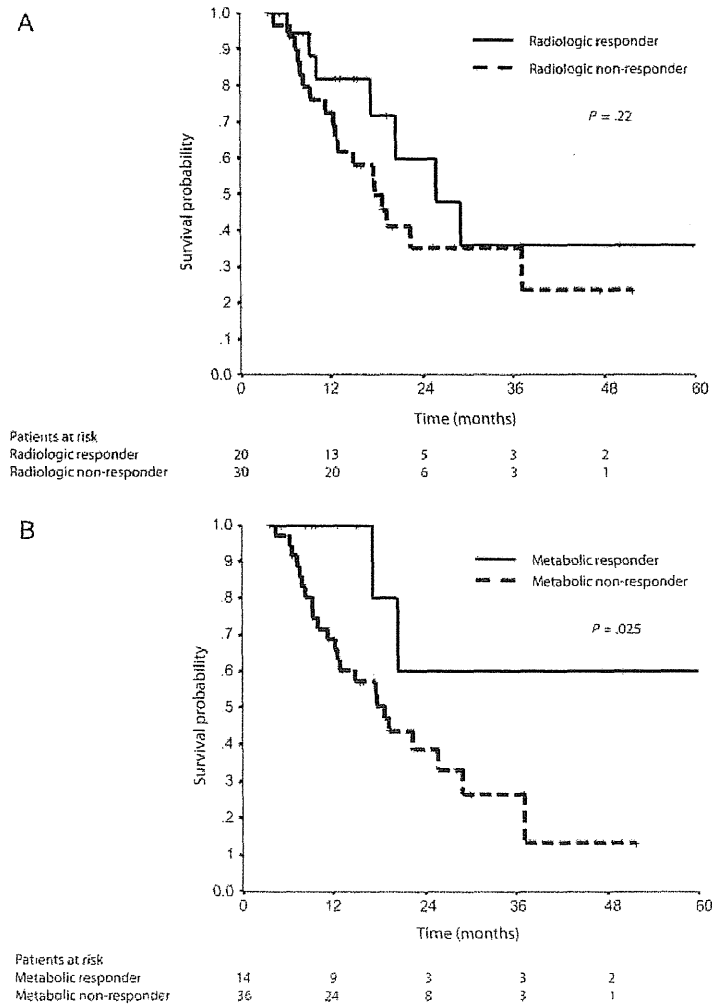 A
1.0
.9
.8
.7
.6
.5
.4
.3
.2
.1
0.0
Survival probability
Radiologic responder
Radiologic non-responder
P = .22
0 12 24 36 48 60
Time (months)
Patients at risk
Radiologic responder 20 13 5 3 2
Radiologic non-responder 30 20 6 3 1
B
1.0
9
.8
.7
.6
.5
.4
.3
.2
1
0.0
Survival probability
Metabolic responder
Metabolic non-responder
P = .025
0 12 24 36 48 60
Time (months)
Patients at risk
Metabolic responder 14 9 3 3 2
Metabolic non-responder 36 24 8 3 1